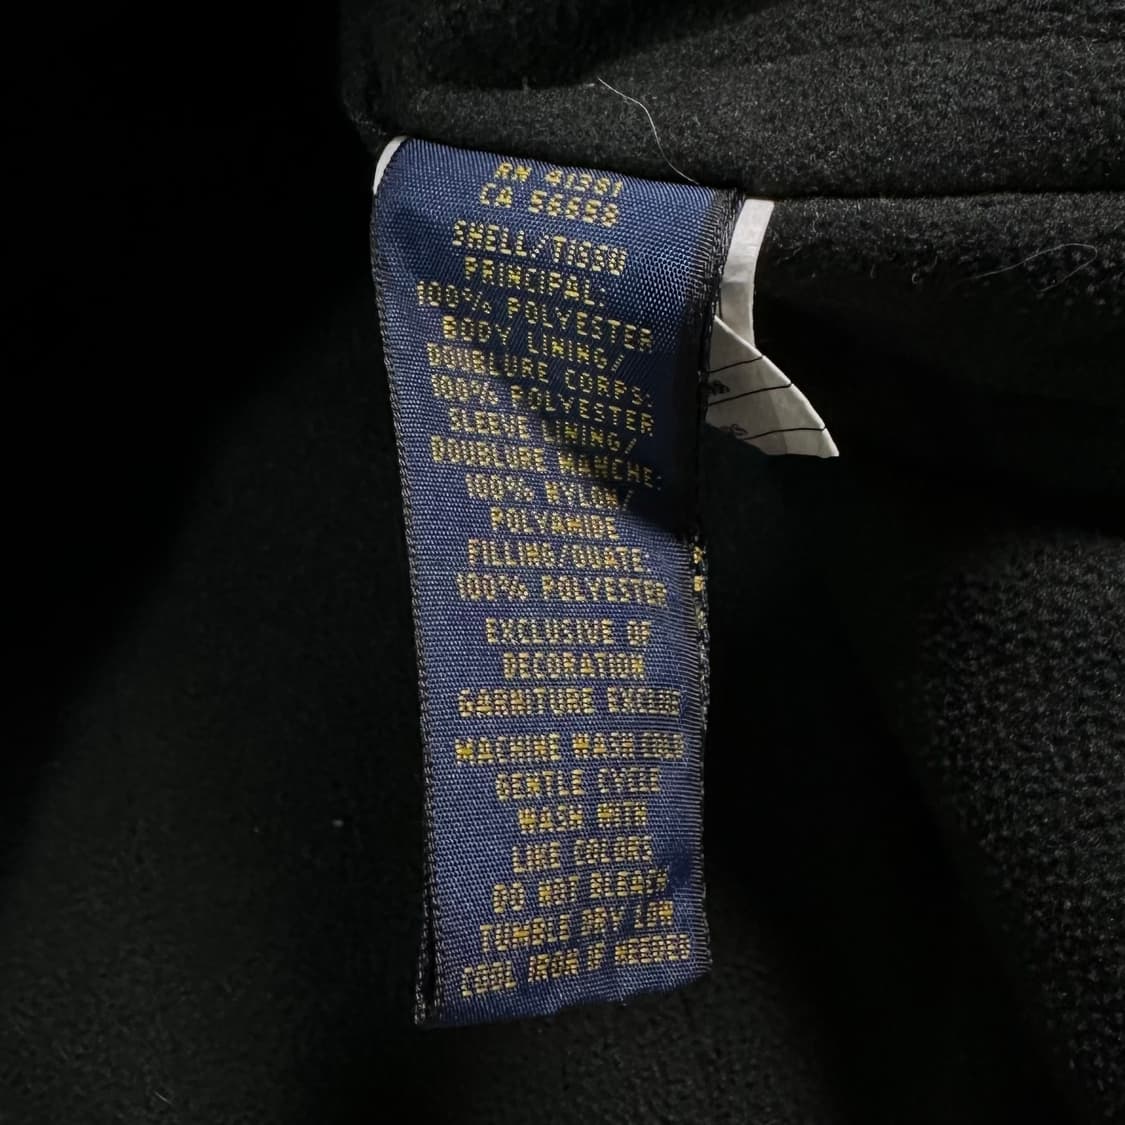 RN 41381
CA 56858
SHELL/TISSU
PRINCIPAL:
100% POLYESTER
BODY LINING/
DOUBLURE CORPS:
100% POLYESTER
SLEEVE LINING/
DOUBLURE MANCHE:
100% NYLON/
POLYAMIDE
FILLING/OUATE
100% POLYESTER
EXCLUSIVE OF
DECORATION
GARNITURE EXCLUE
MACHINE WASH COLD
GENTLE CYCLE
WASH WITH
LIKE COLORS
DO NOT BLEACH
TUMBLE DRY LOW
COOL IRON IF NEEDED